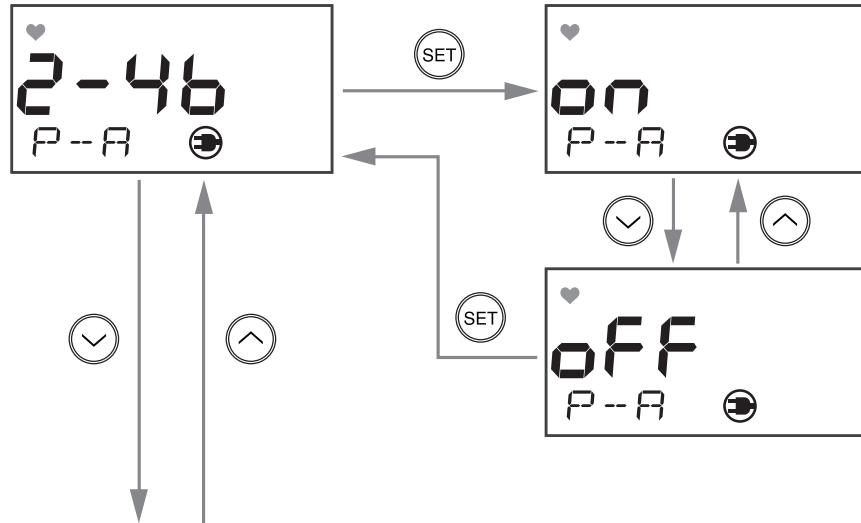 2-4b
P--A
SET
on
P--A
SET
oFF
P--A